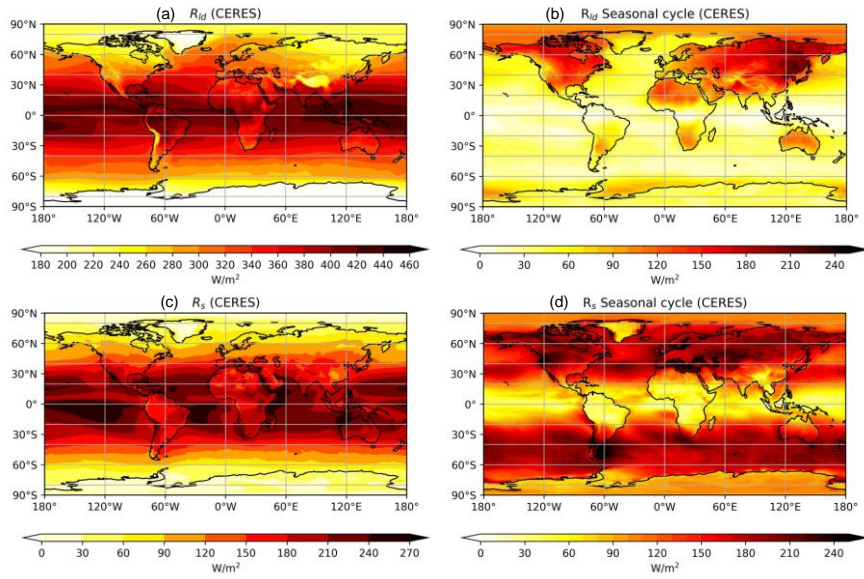 (a) R_ld (CERES)
90°N
60°N
30°N
0°
30°S
60°S
90°S
180° 120°W 60°W 0°W 60°E 120°E 180°
180 200 220 240 260 280 300 320 340 360 380 400 420 440 460
W/m²
(b) R_ld Seasonal cycle (CERES)
90°N
60°N
30°N
0°
30°S
60°S
90°S
180° 120°W 60°W 0°W 60°E 120°E 180°
0 30 60 90 120 150 180 210 240
W/m²
(c) R_s (CERES)
90°N
60°N
30°N
0°
30°S
60°S
90°S
180° 120°W 60°W 0°W 60°E 120°E 180°
0 30 60 90 120 150 180 210 240 270
W/m²
(d) R_s Seasonal cycle (CERES)
90°N
60°N
30°N
0°
30°S
60°S
90°S
180° 120°W 60°W 0°W 60°E 120°E 180°
0 30 60 90 120 150 180 210 240
W/m²